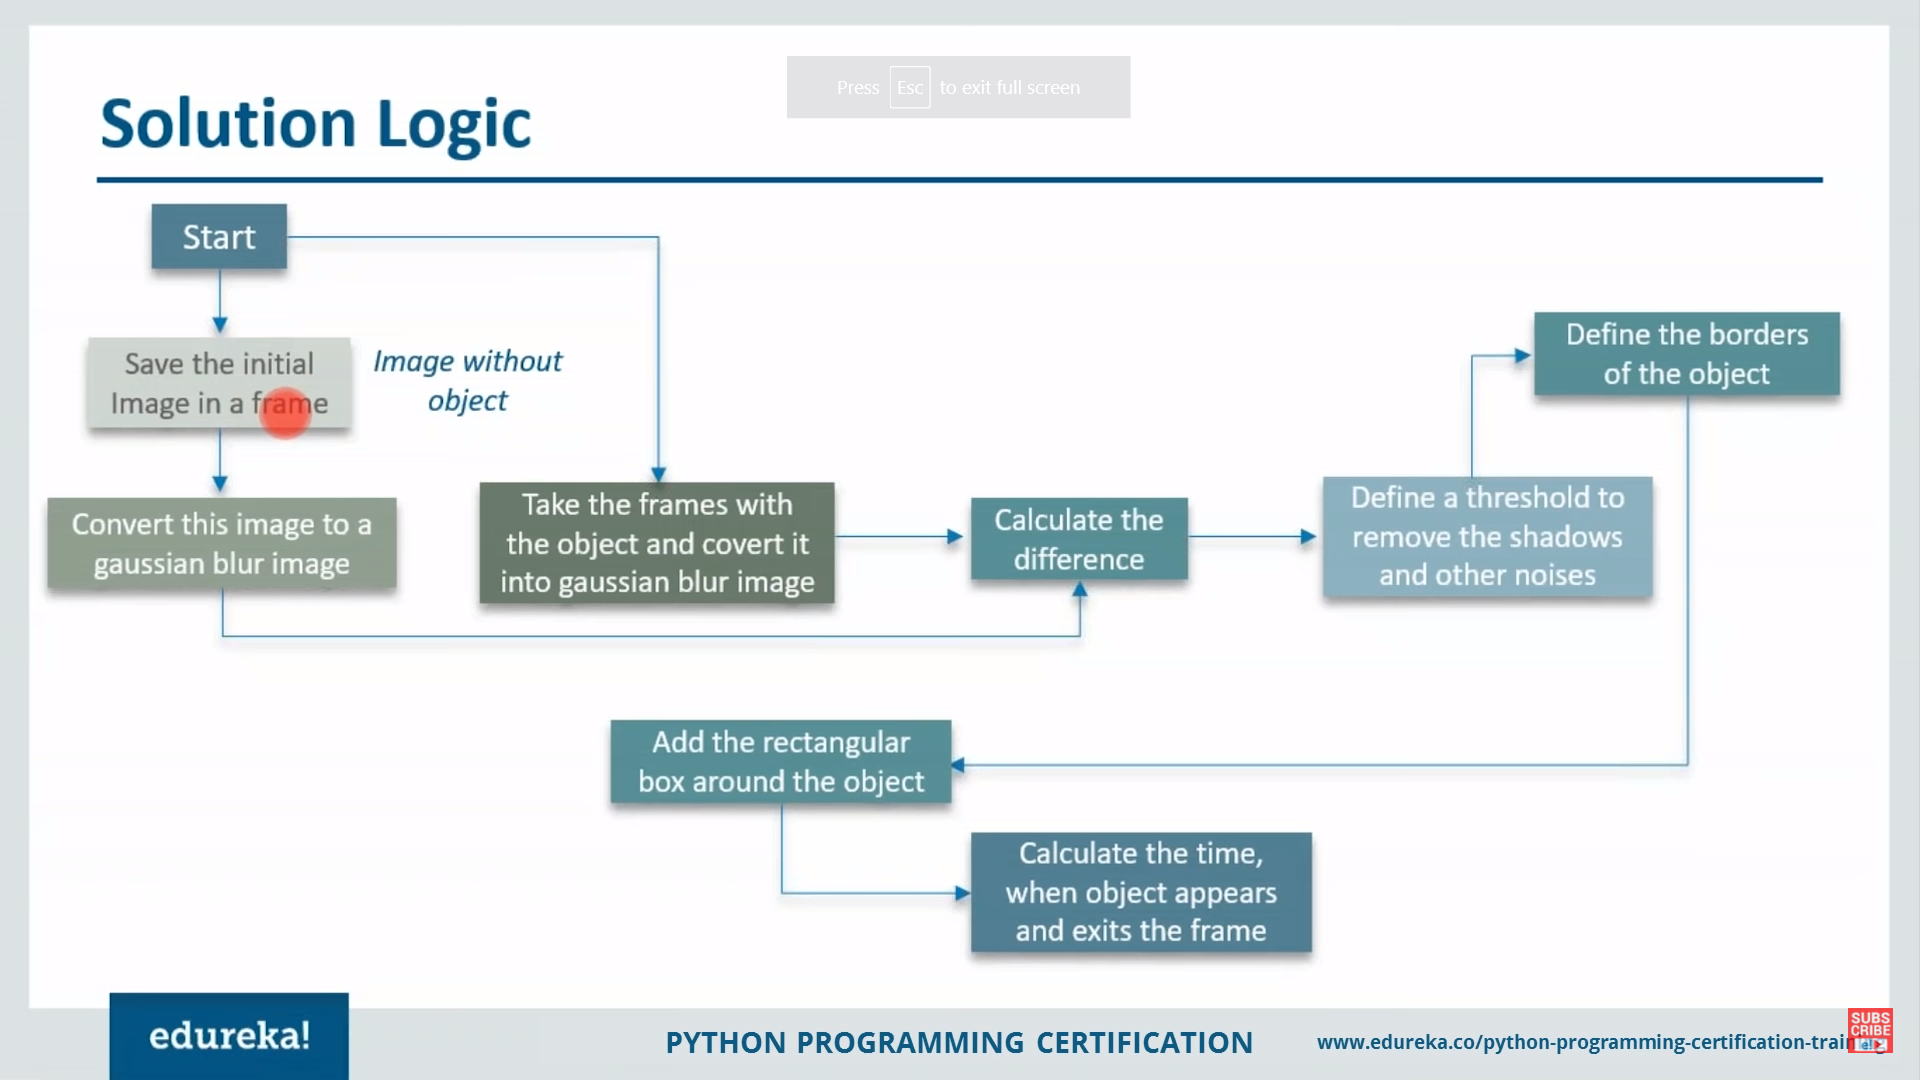 Press Esc to exit full screen
Solution Logic
Start
Save the initial
Image in a frame
Image without
object
Convert this image to a
gaussian blur image
Take the frames with
the object and covert it
into gaussian blur image
Calculate the
difference
Define a threshold to
remove the shadows
and other noises
Define the borders
of the object
Add the rectangular
box around the object
Calculate the time,
when object appears
and exits the frame
edureka!
PYTHON PROGRAMMING CERTIFICATION
www.edureka.co/python-programming-certification-train
SUBS
CRIBE
e!